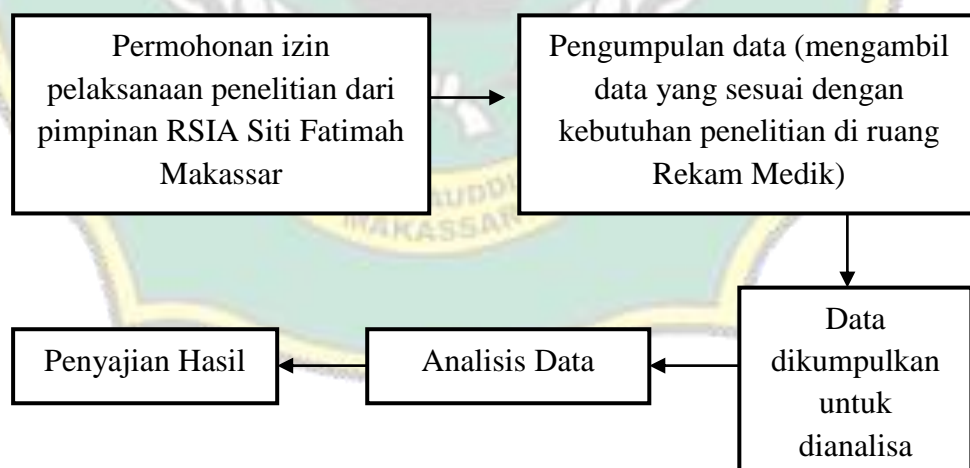 Permohonan izin
pelaksanaan penelitian dari
pimpinan RSIA Siti Fatimah
Makassar
Pengumpulan data (mengambil
data yang sesuai dengan
kebutuhan penelitian di ruang
Rekam Medik)
AUDDI
MAKASSAR
Data
dikumpulkan
untuk
dianalisa
Analisis Data
Penyajian Hasil